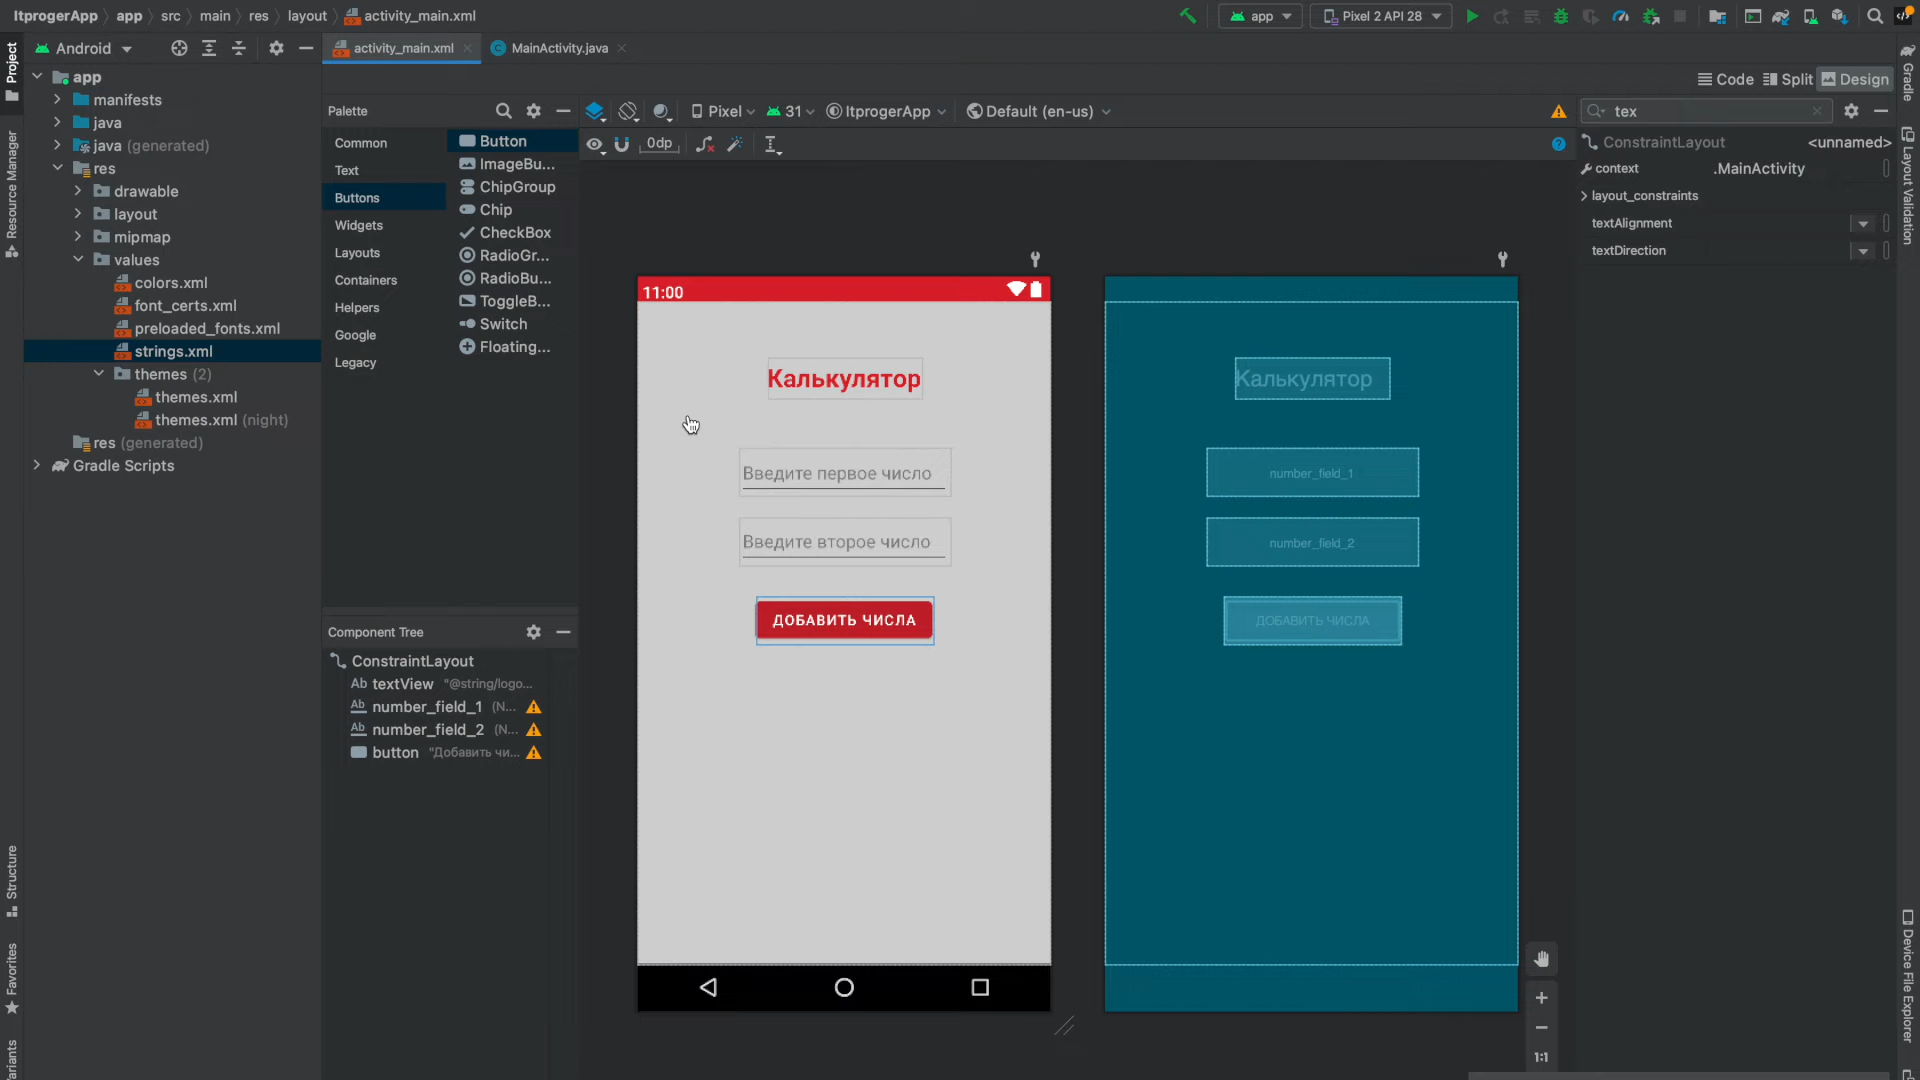 ItprogerApp app src main res layout activity_main.xml
app Pixel 2 API 28
Android
activity_main.xml MainActivity.java
Code Split Design
Project
Resource Manager
Structure
Favorites
Gradle
Layout Validation
Device File Explorer
app
manifests
java
java (generated)
res
drawable
layout
mipmap
values
colors.xml
font_certs.xml
preloaded_fonts.xml
strings.xml
themes (2)
themes.xml
themes.xml (night)
res (generated)
Gradle Scripts
Palette
Common
Text
Buttons
Widgets
Layouts
Containers
Helpers
Google
Legacy
Button
ImageBu...
ChipGroup
Chip
CheckBox
RadioGr...
RadioBu...
ToggleB...
Switch
Floating...
Component Tree
ConstraintLayout
Ab textView "@string/logo...
Ab number_field_1 (N...
Ab number_field_2 (N...
button "Добавить чи...
Pixel 31 ItprogerApp Default (en-us)
0dp
11:00
Калькулятор
Введите первое число
Введите второе число
ДОБАВИТЬ ЧИСЛА
Калькулятор
number_field_1
number_field_2
ДОБАВИТЬ ЧИСЛА
1:1
tex
ConstraintLayout <unnamed>
context .MainActivity
layout_constraints
textAlignment
textDirection